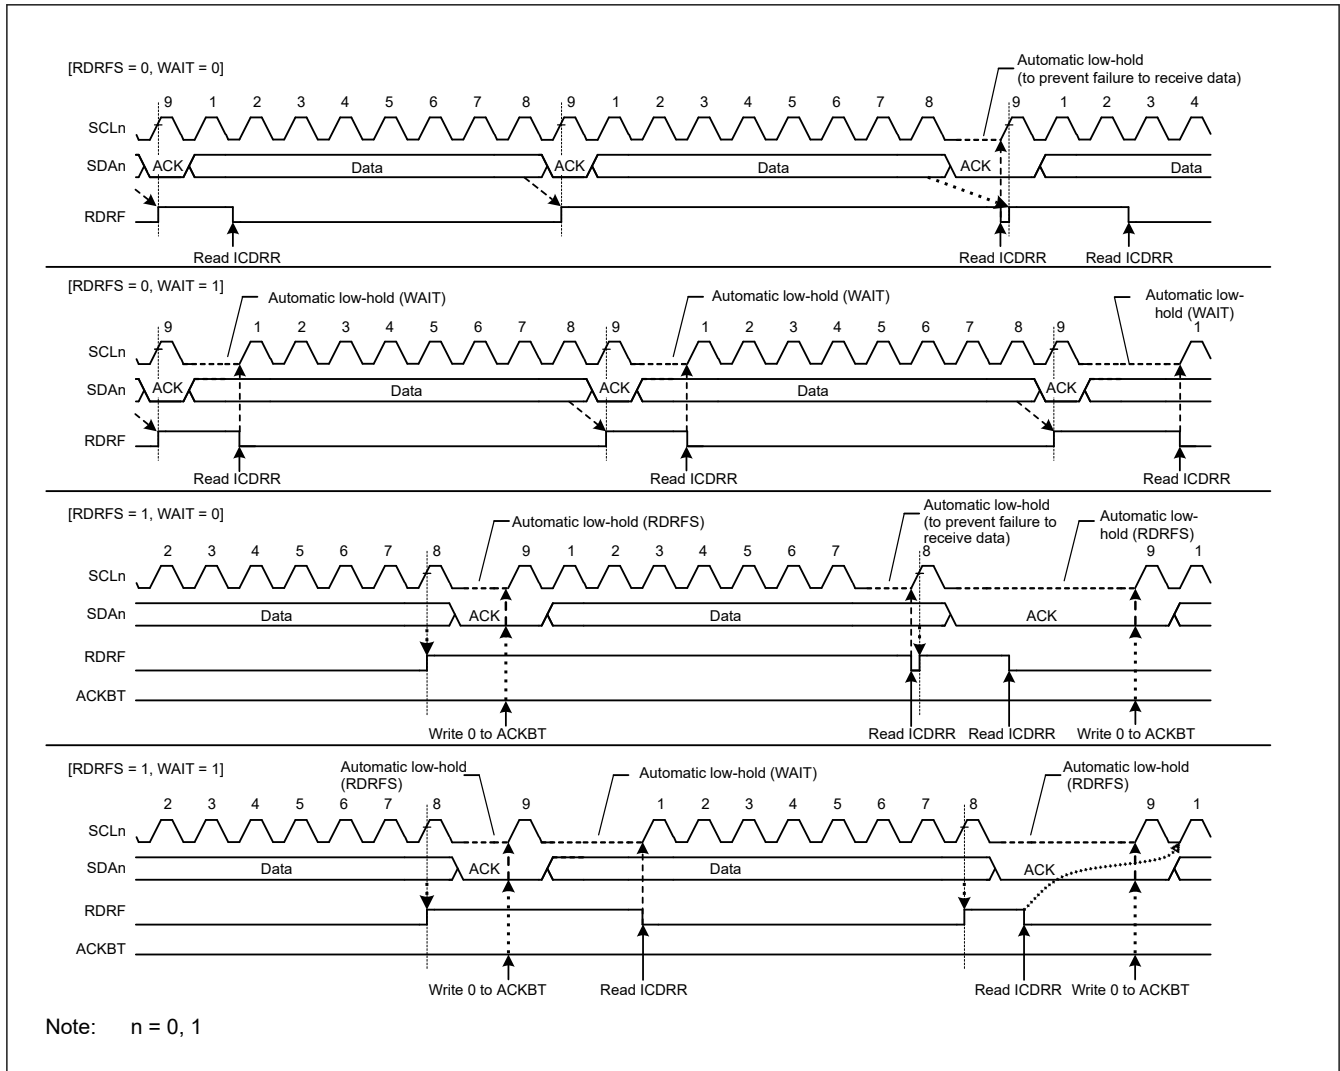 [RDRFS = 0, WAIT = 0]
Automatic low-hold
(to prevent failure to receive data)
9 1 2 3 4 5 6 7 8 9 1 2 3 4 5 6 7 8 9 1 2 3 4
SCLn
SDAn ACK Data ACK Data ACK Data
RDRF
Read ICDRR Read ICDRR Read ICDRR
[RDRFS = 0, WAIT = 1]
Automatic low-hold (WAIT) Automatic low-hold (WAIT) Automatic low-
hold (WAIT)
9 1 2 3 4 5 6 7 8 9 1 2 3 4 5 6 7 8 9 1
SCLn
SDAn ACK Data ACK Data ACK
RDRF
Read ICDRR Read ICDRR Read ICDRR
[RDRFS = 1, WAIT = 0]
Automatic low-hold (RDRFS)
Automatic low-hold
(to prevent failure to
receive data)
Automatic low-
hold (RDRFS)
2 3 4 5 6 7 8 9 1 2 3 4 5 6 7 8 9 1
SCLn
SDAn Data ACK Data ACK
RDRF
ACKBT
Write 0 to ACKBT Read ICDRR Read ICDRR Write 0 to ACKBT
[RDRFS = 1, WAIT = 1]
Automatic low-hold
(RDRFS)
Automatic low-hold (WAIT)
Automatic low-hold
(RDRFS)
2 3 4 5 6 7 8 9 1 2 3 4 5 6 7 8 9 1
SCLn
SDAn Data ACK Data ACK
RDRF
ACKBT
Write 0 to ACKBT Read ICDRR Read ICDRR Write 0 to ACKBT
Note: n = 0, 1